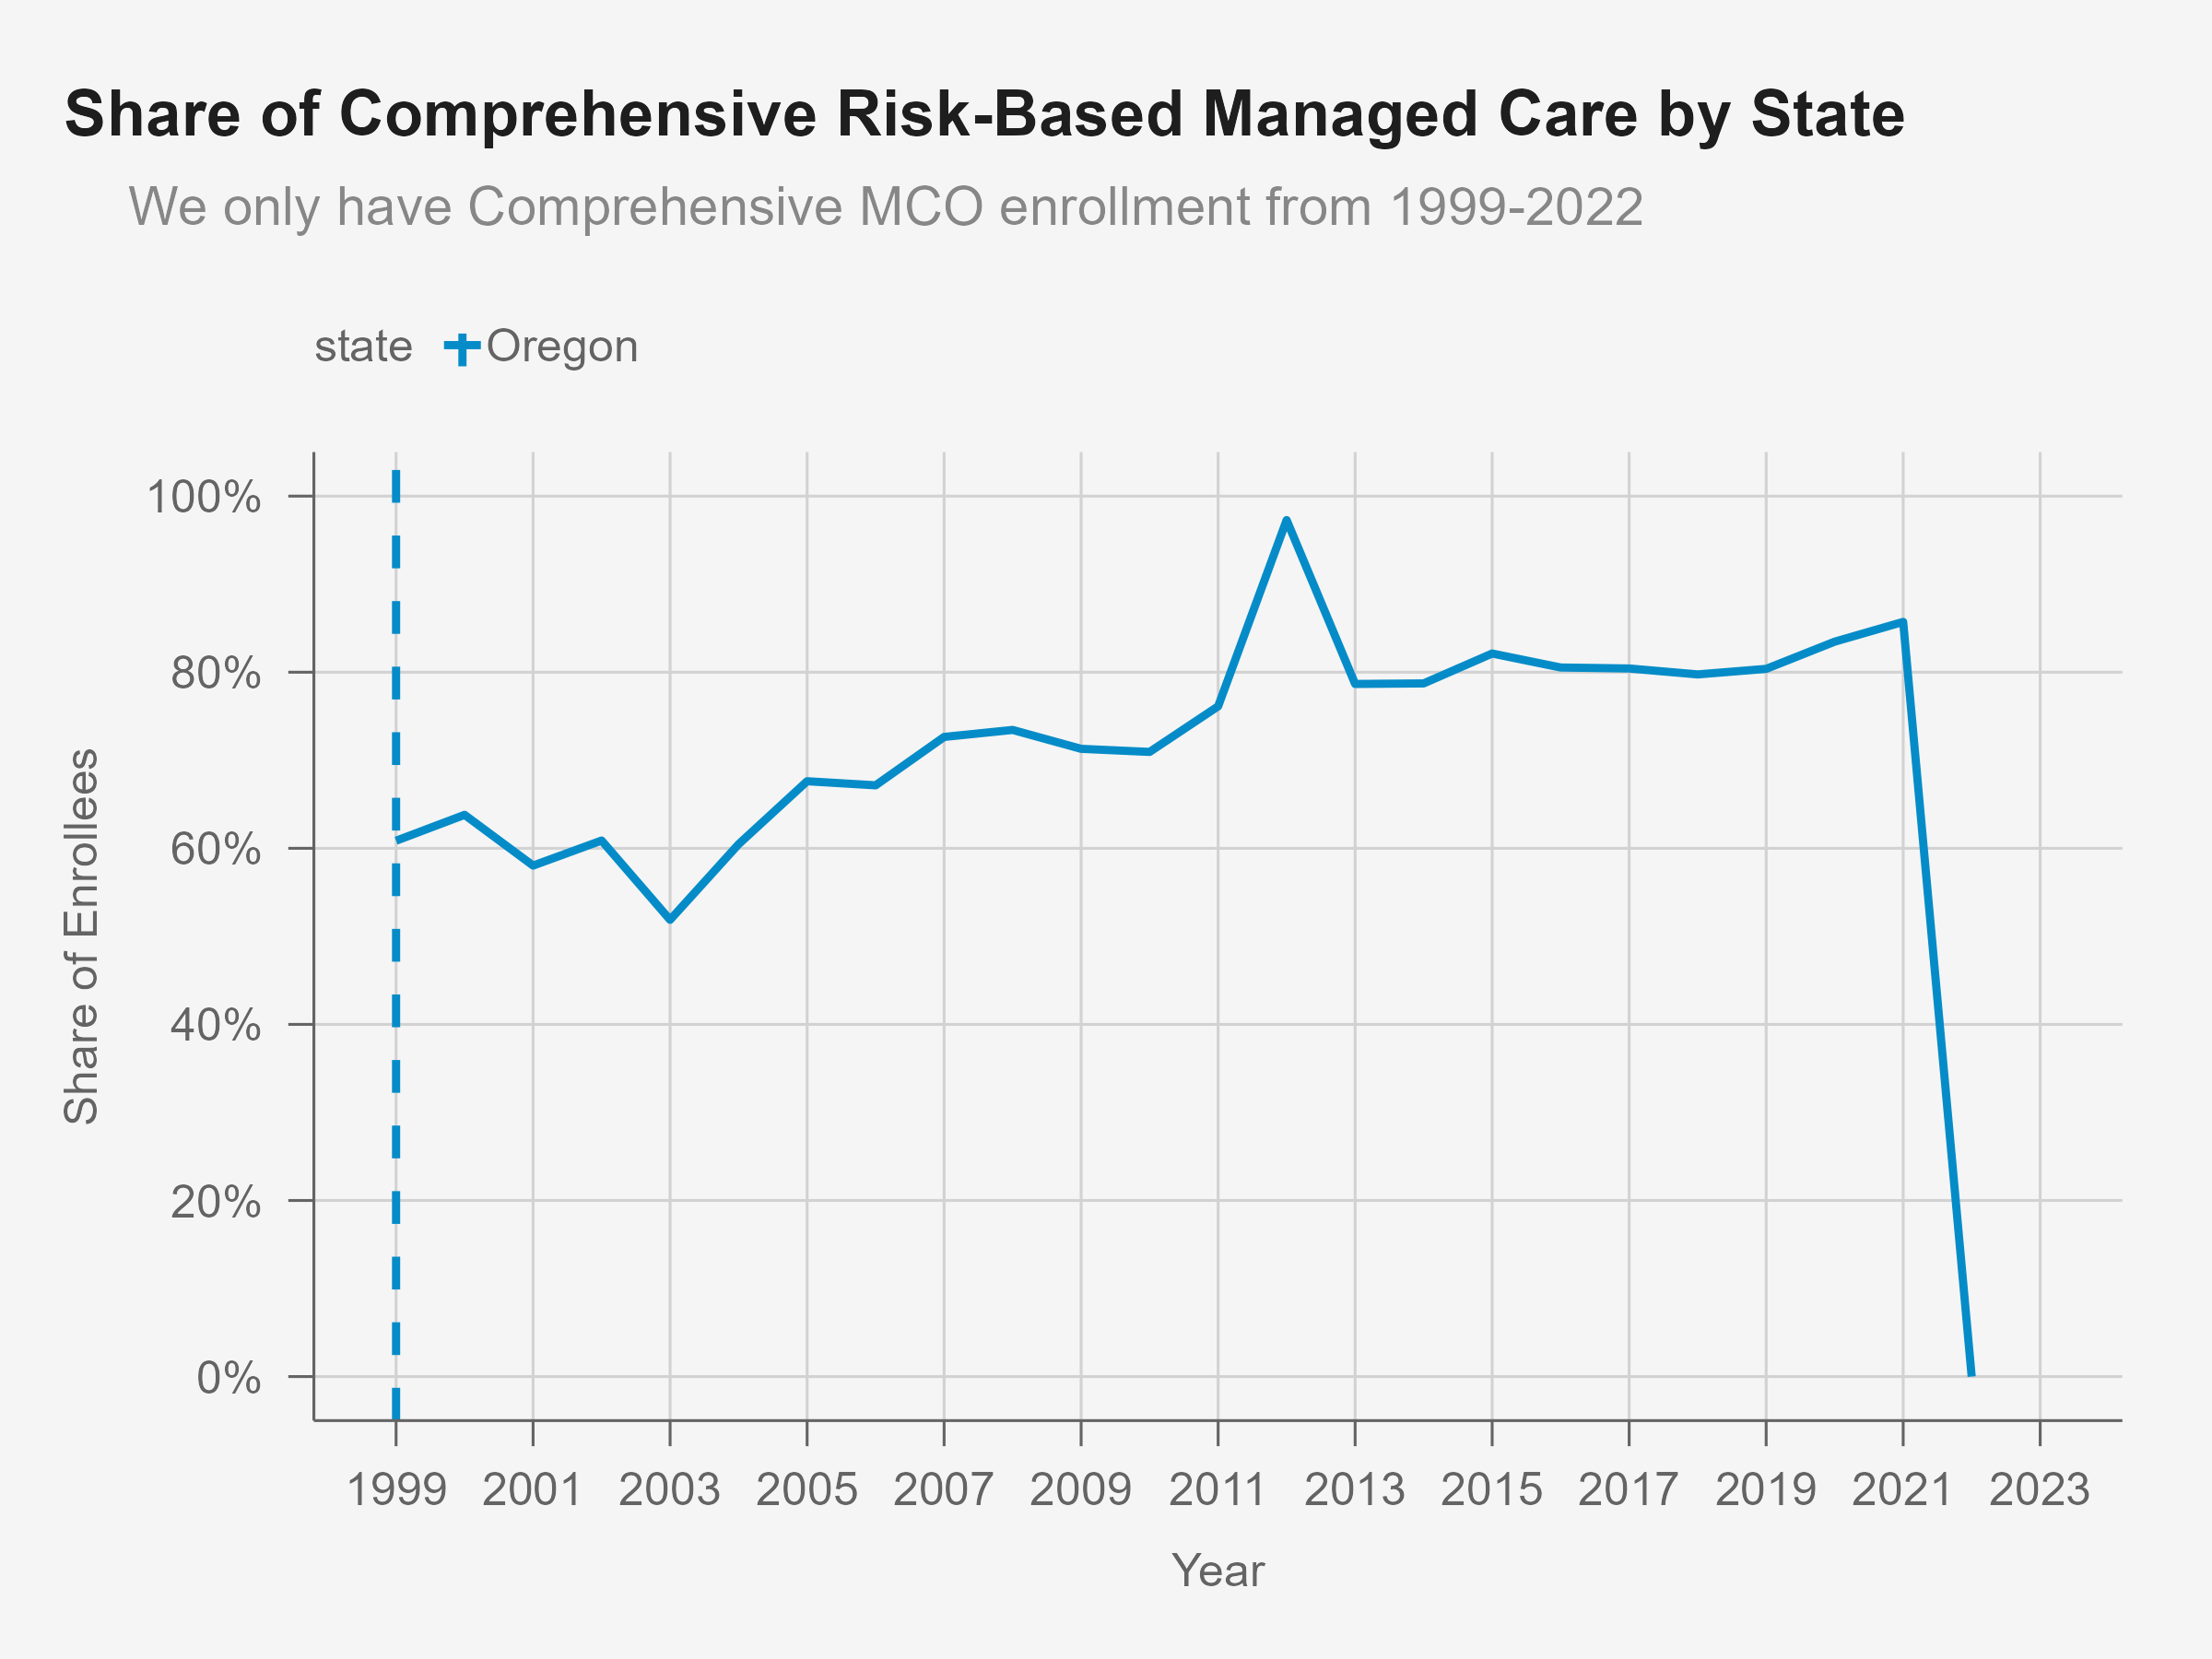 Share of Comprehensive Risk-Based Managed Care by State
We only have Comprehensive MCO enrollment from 1999-2022
state Oregon
100%
80%
60%
40%
20%
0%
Share of Enrollees
1999 2001 2003 2005 2007 2009 2011 2013 2015 2017 2019 2021 2023
Year